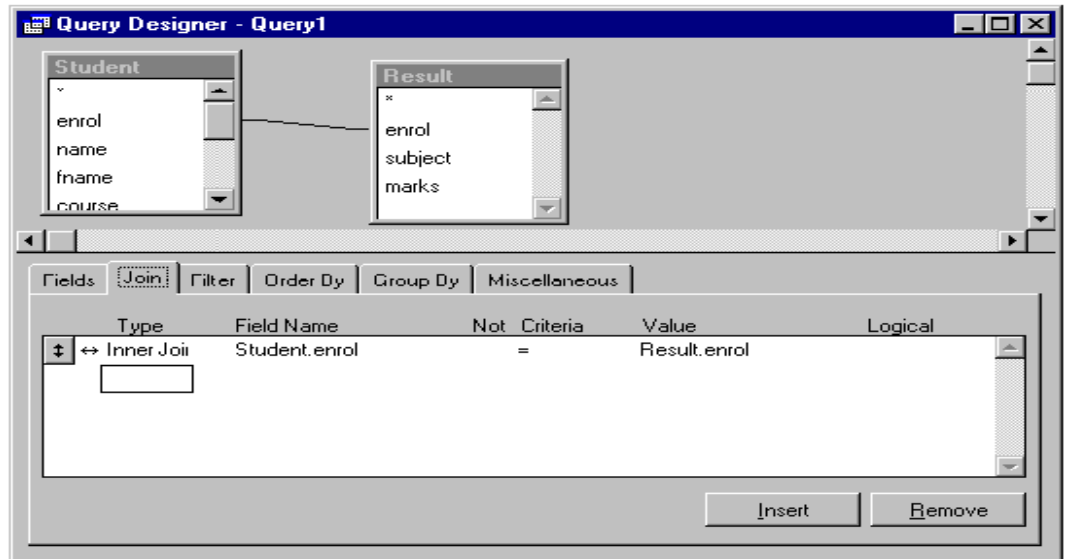 Query Designer - Query1
Student
*
enrol
name
fname
course
Result
*
enrol
subject
marks
Fields Join Filter Order By Group By Miscellaneous
Type Field Name Not Criteria Value Logical
↔ Inner Joi Student.enrol = Result.enrol
Insert Remove